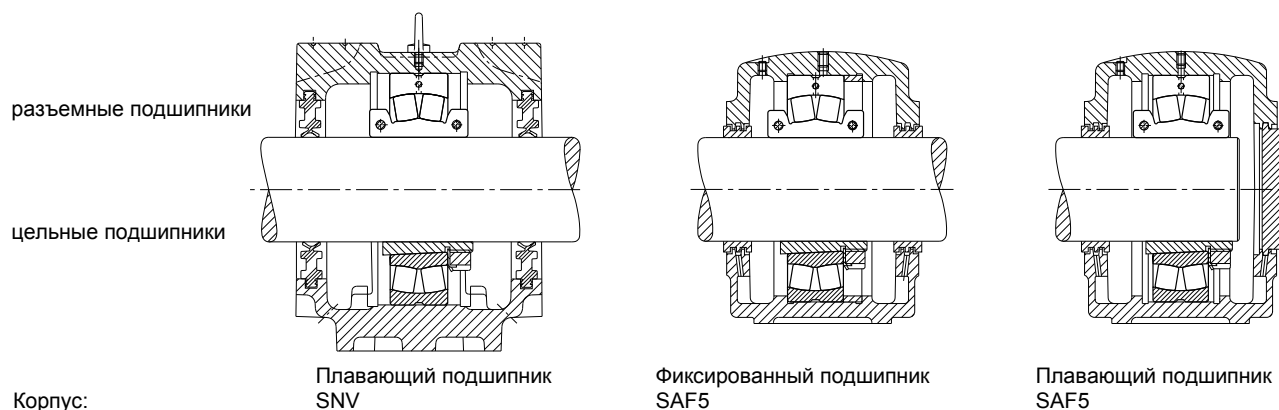 разъемные подшипники
цельные подшипники
Плавающий подшипник
Фиксированный подшипник
Плавающий подшипник
Корпус:
SNV
SAF5
SAF5